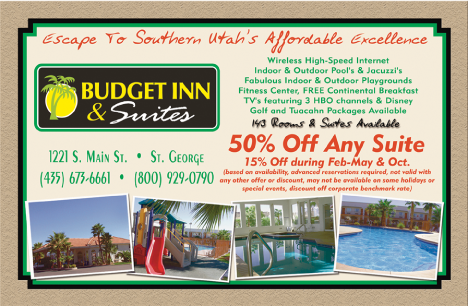 Escape To Southern Utah's Affordable Excellence
Wireless High-Speed Internet
Indoor & Outdoor Pool's & Jacuzzi's
Fabulous Indoor & Outdoor Playgrounds
Fitness Center, FREE Continental Breakfast
TV's featuring 3 HBO channels & Disney
Golf and Tuacahn Packages Available
143 Rooms & Suites Available
BUDGET INN
& Suites
1221 S. Main St. • St. George
(435) 673-6661 • (800) 929-0790
50% Off Any Suite
15% Off during Feb-May & Oct.
(based on availability, advanced reservations required, not valid with
any other offer or discount, may not be available on some holidays or
special events, discount off corporate benchmark rate)